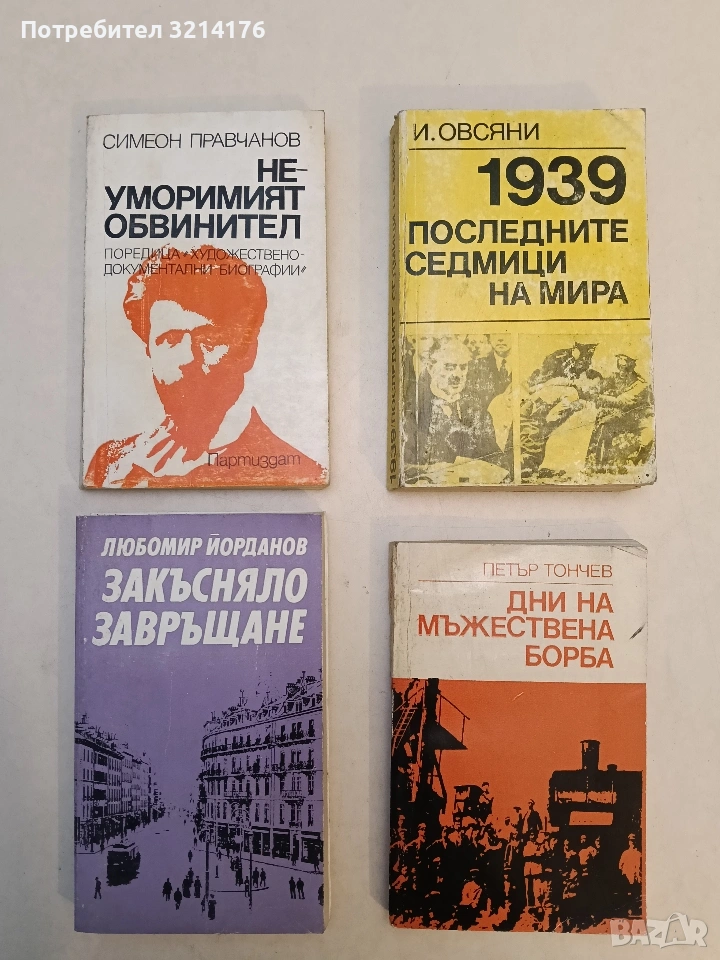 Потребител 3214176
СИМЕОН ПРАВЧАНОВ
НЕ-
УМОРИМИЯТ
ОБВИНИТЕЛ
ПОРЕДИЦА "ХУДОЖЕСТВЕНО-
ДОКУМЕНТАЛНИ БИОГРАФИИ"
Партиздат
И. ОВСЯНИ
1939
ПОСЛЕДНИТЕ
СЕДМИЦИ
НА МИРА
ЛЮБОМИР ЙОРДАНОВ
ЗАКЪСНЯЛО
ЗАВРЪЩАНЕ
ПЕТЪР ТОНЧЕВ
ДНИ НА
МЪЖЕСТВЕНА
БОРБА
BAZAR